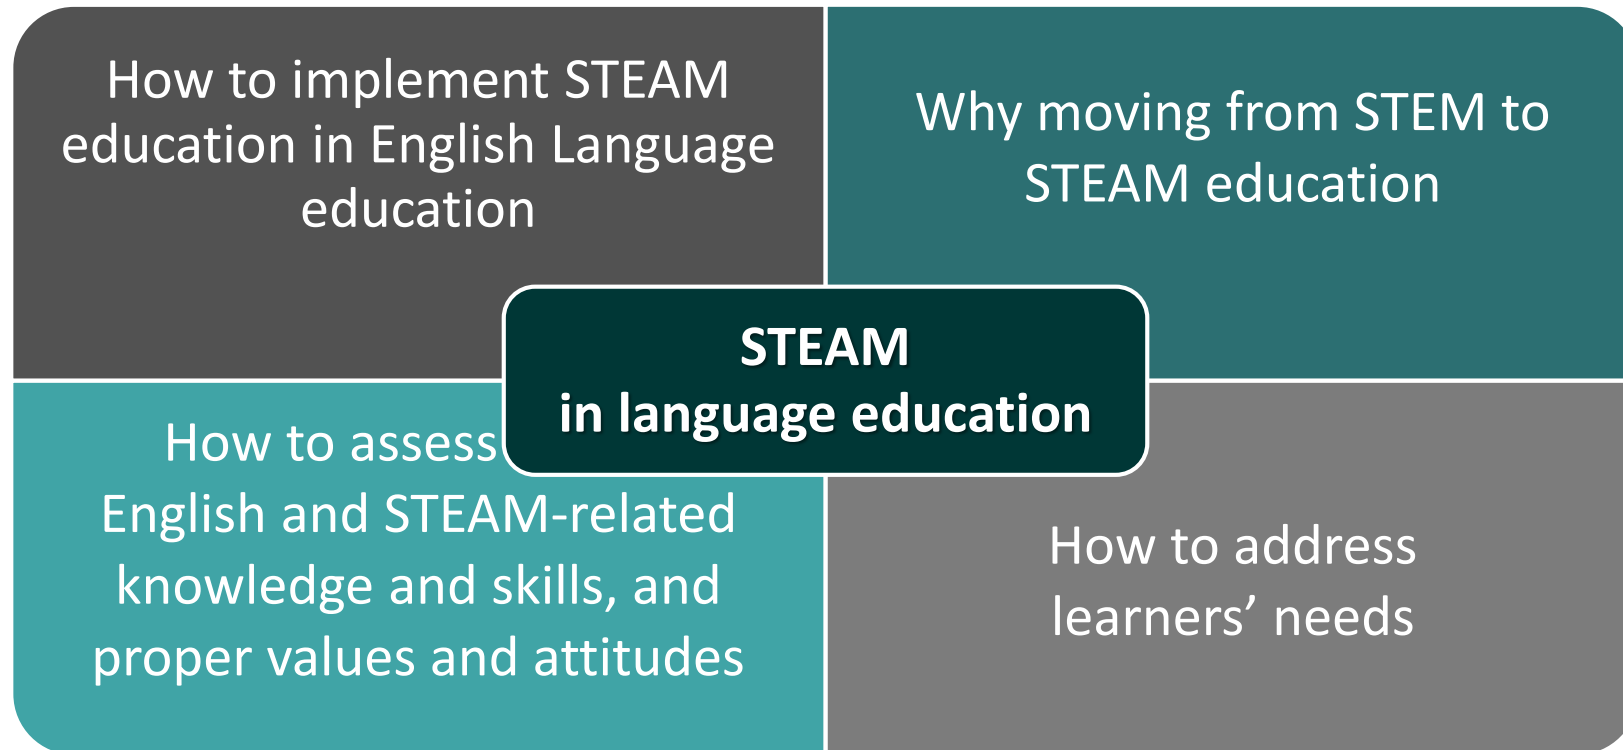 How to implement STEAM
education in English Language
education
Why moving from STEM to
STEAM education
STEAM
in language education
How to assess
English and STEAM-related
knowledge and skills, and
proper values and attitudes
How to address
learners’ needs